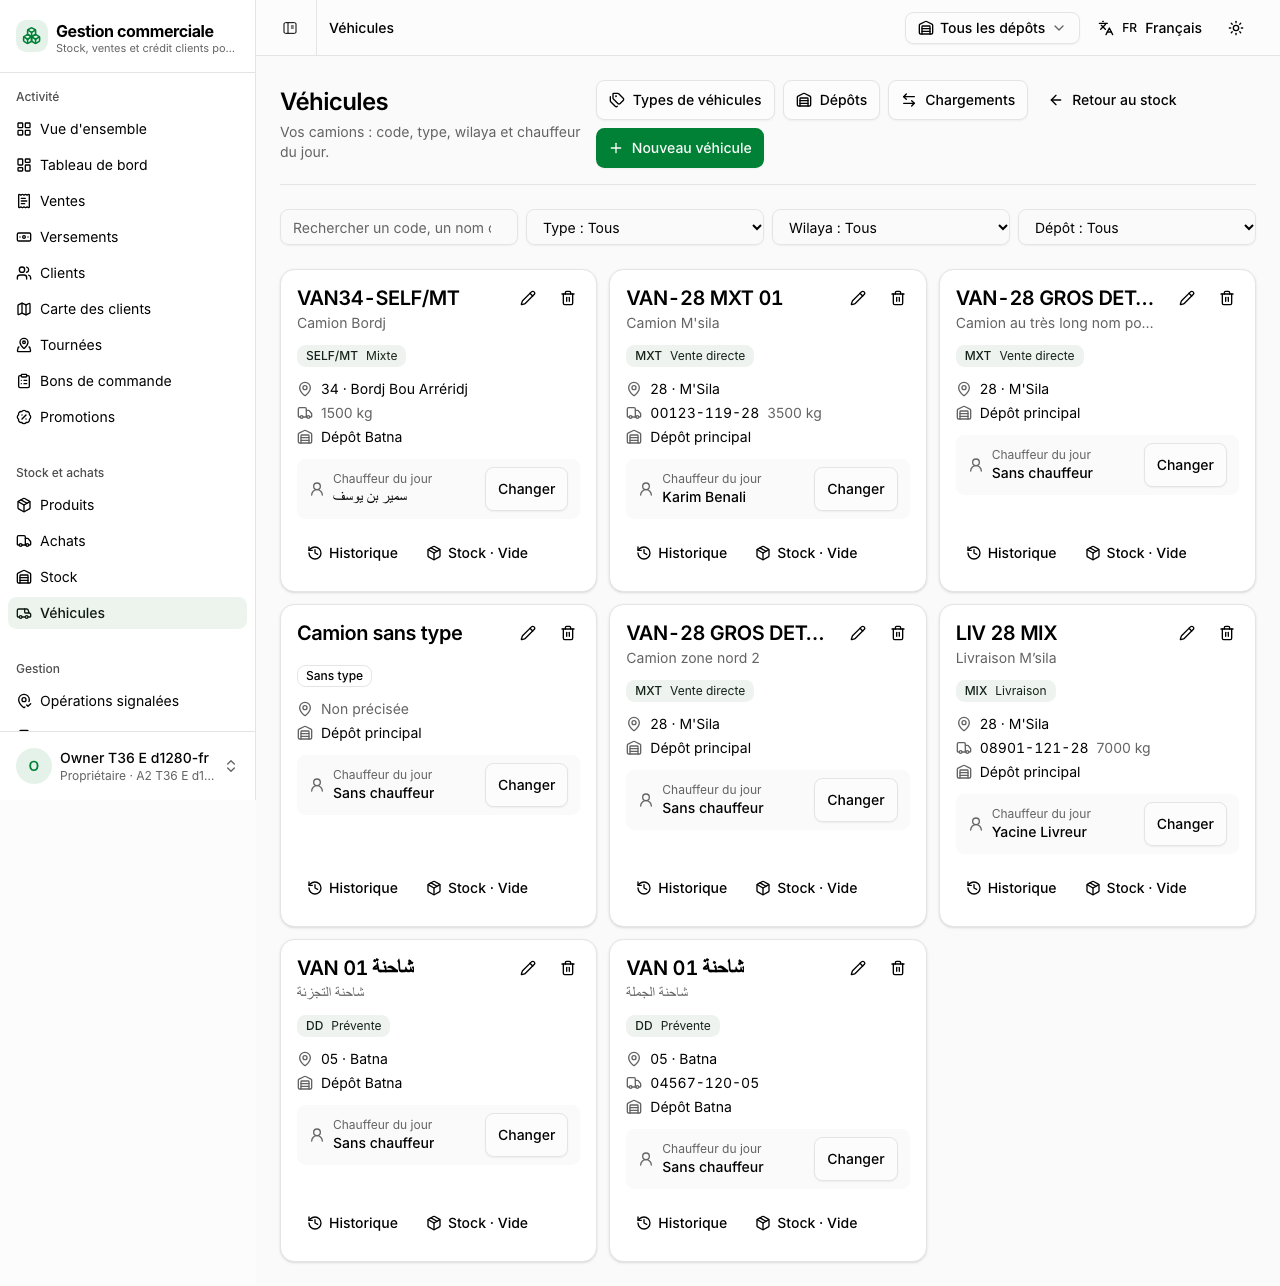 Gestion commerciale
Stock, ventes et crédit clients po...
Activité
Vue d'ensemble
Tableau de bord
Ventes
Versements
Clients
Carte des clients
Tournées
Bons de commande
Promotions
Stock et achats
Produits
Achats
Stock
Véhicules
Gestion
Opérations signalées
Owner T36 E d1280-fr
Propriétaire · A2 T36 E d1...
Véhicules
Tous les dépôts
FR Français
Véhicules
Vos camions : code, type, wilaya et chauffeur
du jour.
Types de véhicules
Dépôts
Chargements
Retour au stock
Nouveau véhicule
Rechercher un code, un nom
Type : Tous
Wilaya : Tous
Dépôt : Tous
VAN34-SELF/MT
Camion Bordj
SELF/MT Mixte
34 · Bordj Bou Arréridj
1500 kg
Dépôt Batna
Chauffeur du jour
سمير بن يوسف
Changer
Historique
Stock · Vide
VAN-28 MXT 01
Camion M'sila
MXT Vente directe
28 · M'Sila
00123-119-28 3500 kg
Dépôt principal
Chauffeur du jour
Karim Benali
Changer
Historique
Stock · Vide
VAN-28 GROS DET...
Camion au très long nom po...
MXT Vente directe
28 · M'Sila
Dépôt principal
Chauffeur du jour
Sans chauffeur
Changer
Historique
Stock · Vide
Camion sans type
Sans type
Non précisée
Dépôt principal
Chauffeur du jour
Sans chauffeur
Changer
Historique
Stock · Vide
VAN-28 GROS DET...
Camion zone nord 2
MXT Vente directe
28 · M'Sila
Dépôt principal
Chauffeur du jour
Sans chauffeur
Changer
Historique
Stock · Vide
LIV 28 MIX
Livraison M’sila
MIX Livraison
28 · M'Sila
08901-121-28 7000 kg
Dépôt principal
Chauffeur du jour
Yacine Livreur
Changer
Historique
Stock · Vide
VAN 01 شاحنة
شاحنة التجزئة
DD Prévente
05 · Batna
Dépôt Batna
Chauffeur du jour
Sans chauffeur
Changer
Historique
Stock · Vide
VAN 01 شاحنة
شاحنة الجملة
DD Prévente
05 · Batna
04567-120-05
Dépôt Batna
Chauffeur du jour
Sans chauffeur
Changer
Historique
Stock · Vide